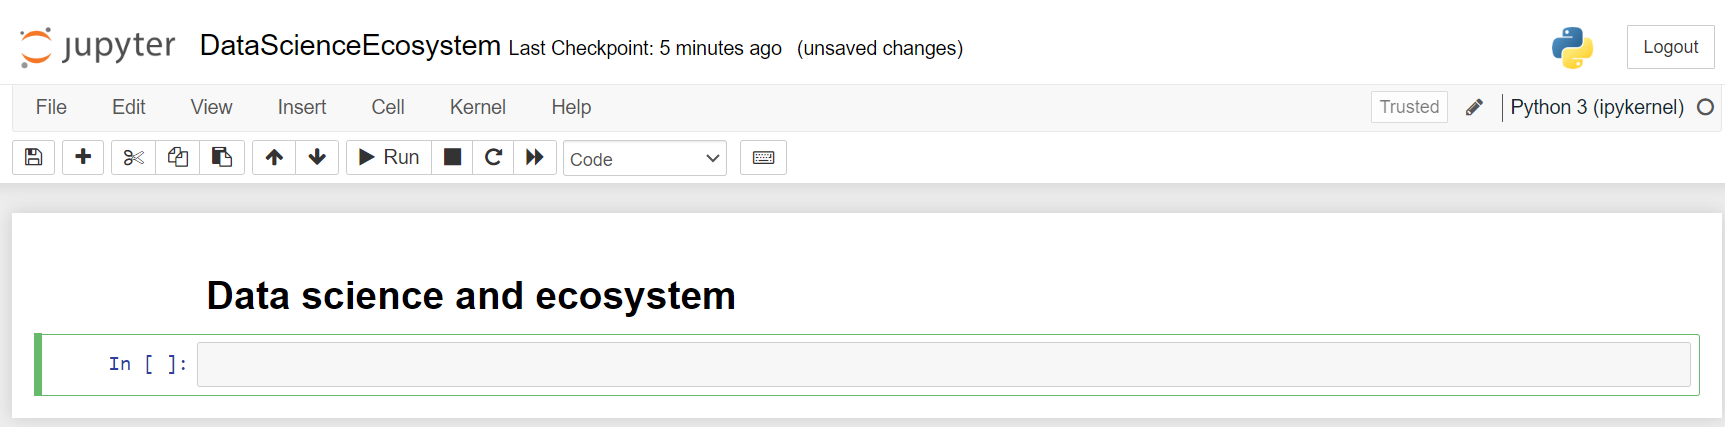 jupyter DataScienceEcosystem Last Checkpoint: 5 minutes ago (unsaved changes) Logout
File Edit View Insert Cell Kernel Help Trusted Python 3 (ipykernel)
Run Code
Data science and ecosystem
In [ ]: